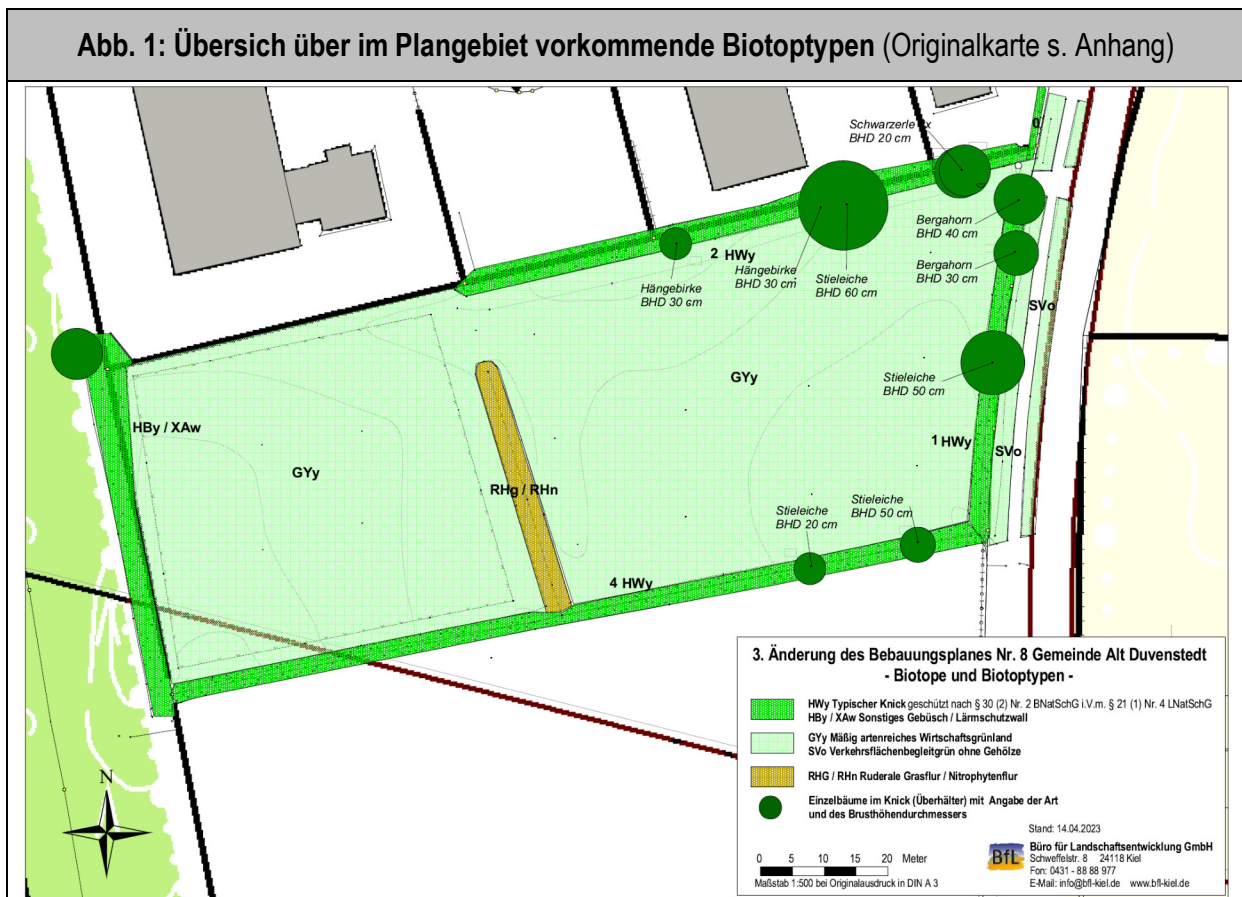 Abb. 1: Übersich über im Plangebiet vorkommende Biotoptypen (Originalkarte s. Anhang)
Schwarzerle
BHD 20 cm
0
Bergahorn
BHD 40 cm
2 HWy
Hängebirke
BHD 30 cm
Stieleiche
BHD 60 cm
Bergahorn
BHD 30 cm
Hängebirke
BHD 30 cm
SVo
GYy
Stieleiche
BHD 50 cm
HBy / XAw
GYy
1 HWy
SVo
RHg / RHn
Stieleiche
BHD 50 cm
Stieleiche
BHD 20 cm
4 HWy
3. Änderung des Bebauungsplanes Nr. 8 Gemeinde Alt Duvenstedt
- Biotope und Biotoptypen -
HWy Typischer Knick geschützt nach § 30 (2) Nr. 2 BNatSchG i.V.m. § 21 (1) Nr. 4 LNatSchG
HBy / XAw Sonstiges Gebüsch / Lärmschutzwall
GYy Mäßig artenreiches Wirtschaftsgrünland
SVo Verkehrsflächenbegleitgrün ohne Gehölze
RHG / RHn Ruderale Grasflur / Nitrophytenflur
Einzelbäume im Knick (Überhälter) mit Angabe der Art
und des Brusthöhendurchmessers
Stand: 14.04.2023
N
0 5 10 15 20 Meter
Maßstab 1:500 bei Originalausdruck in DIN A 3
BfL
Büro für Landschaftsentwicklung GmbH
Schweffelstr. 8 24118 Kiel
Fon: 0431 - 88 88 977
E-Mail: info@bfl-kiel.de www.bfl-kiel.de